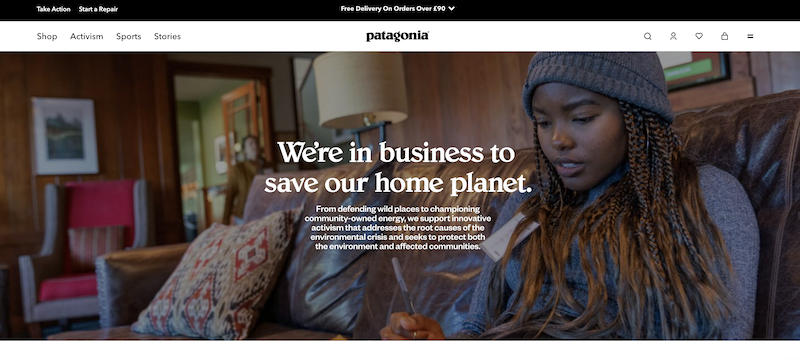 Take Action Start a Repair
Free Delivery On Orders Over £90
Shop Activism Sports Stories
patagonia
We're in business to
save our home planet.
From defending wild places to championing
community-owned energy, we support innovative
activism that addresses the root causes of the
environmental crisis and seeks to protect both
the environment and affected communities.